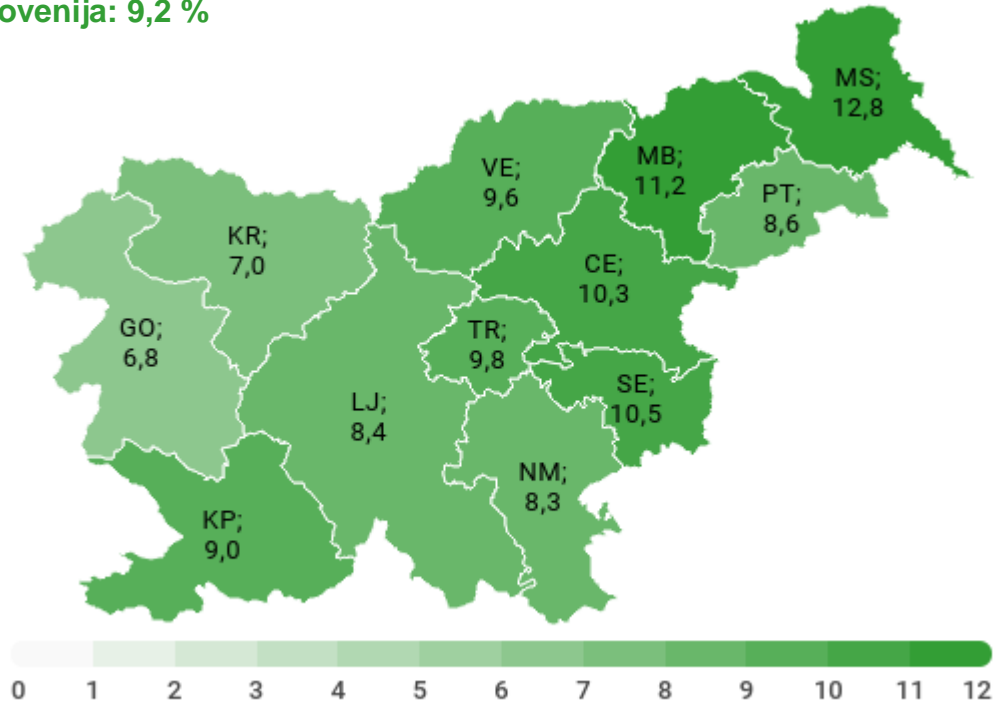 ovenija: 9,2 %
MS;
12,8
MB;
11,2
VE;
9,6
PT;
8,6
KR;
7,0
CE;
10,3
GO;
6,8
TR;
9,8
SE;
10,5
LJ;
8,4
NM;
8,3
KP;
9,0
0 1 2 3 4 5 6 7 8 9 10 11 12